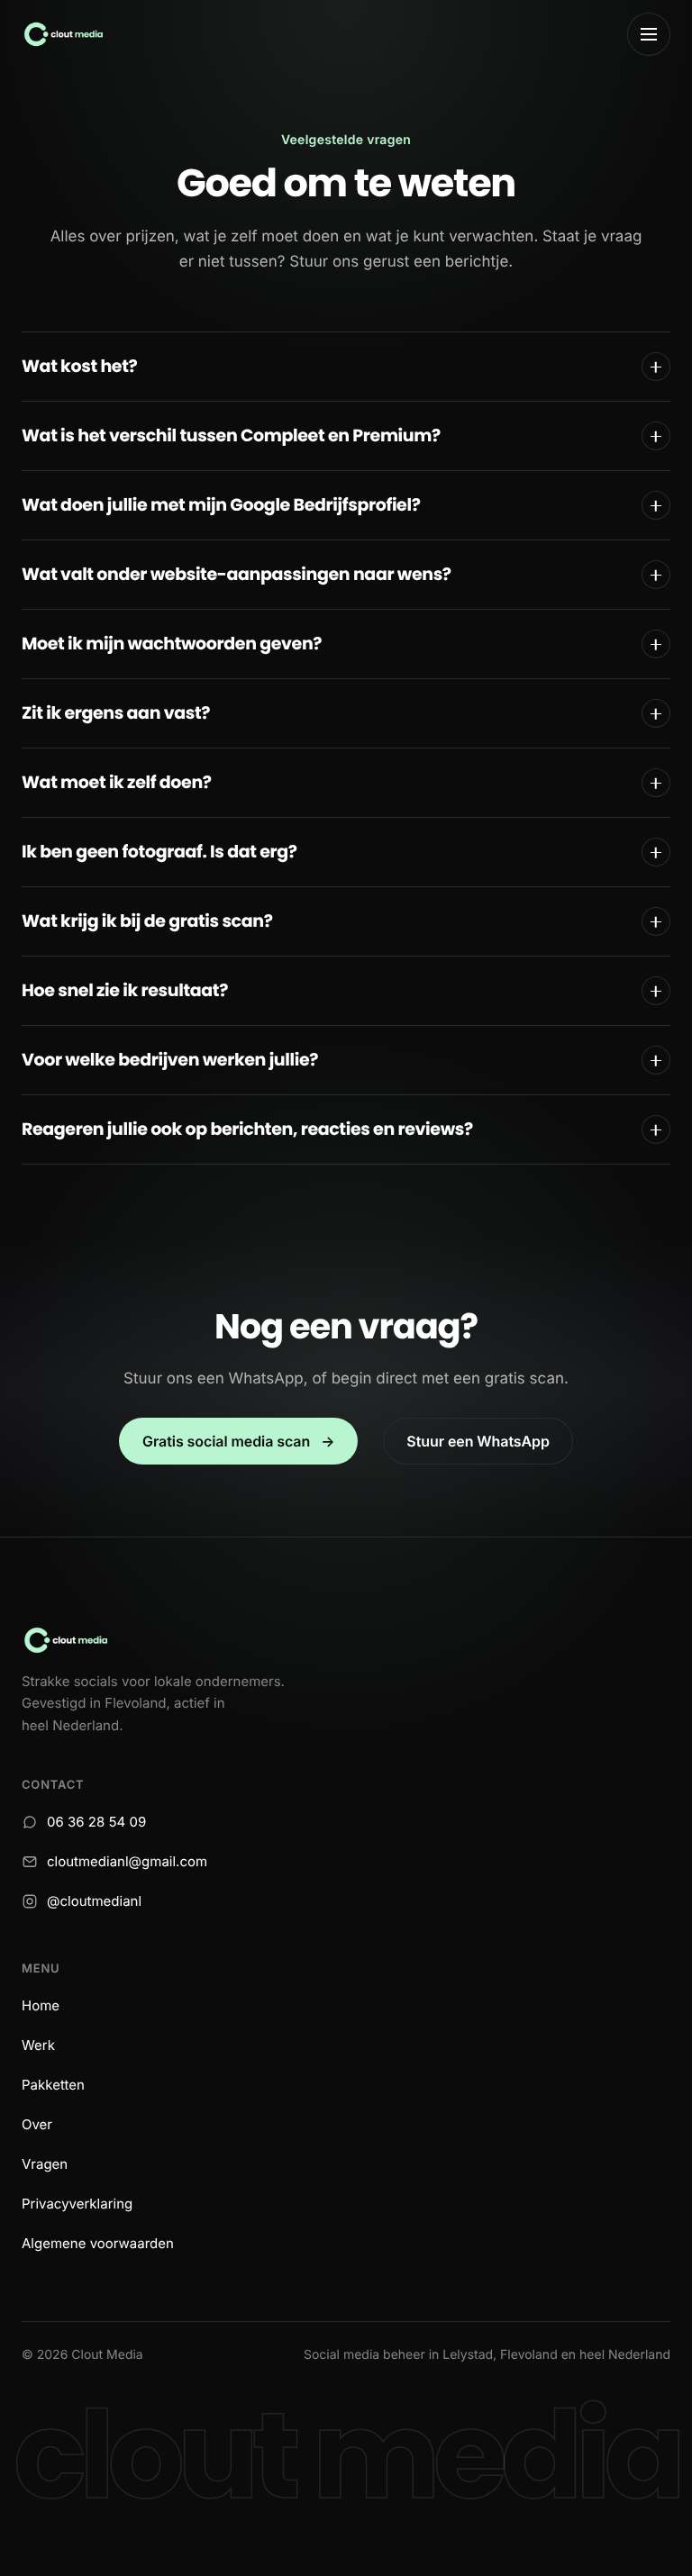 clout media
Veelgestelde vragen
Goed om te weten
Alles over prijzen, wat je zelf moet doen en wat je kunt verwachten. Staat je vraag
er niet tussen? Stuur ons gerust een berichtje.
Wat kost het?
Wat is het verschil tussen Compleet en Premium?
Wat doen jullie met mijn Google Bedrijfsprofiel?
Wat valt onder website-aanpassingen naar wens?
Moet ik mijn wachtwoorden geven?
Zit ik ergens aan vast?
Wat moet ik zelf doen?
Ik ben geen fotograaf. Is dat erg?
Wat krijg ik bij de gratis scan?
Hoe snel zie ik resultaat?
Voor welke bedrijven werken jullie?
Reageren jullie ook op berichten, reacties en reviews?
Nog een vraag?
Stuur ons een WhatsApp, of begin direct met een gratis scan.
Gratis social media scan →
Stuur een WhatsApp
clout media
Strakke socials voor lokale ondernemers.
Gevestigd in Flevoland, actief in
heel Nederland.
CONTACT
06 36 28 54 09
cloutmedianl@gmail.com
@cloutmedianl
MENU
Home
Werk
Pakketten
Over
Vragen
Privacyverklaring
Algemene voorwaarden
© 2026 Clout Media
Social media beheer in Lelystad, Flevoland en heel Nederland
clout media